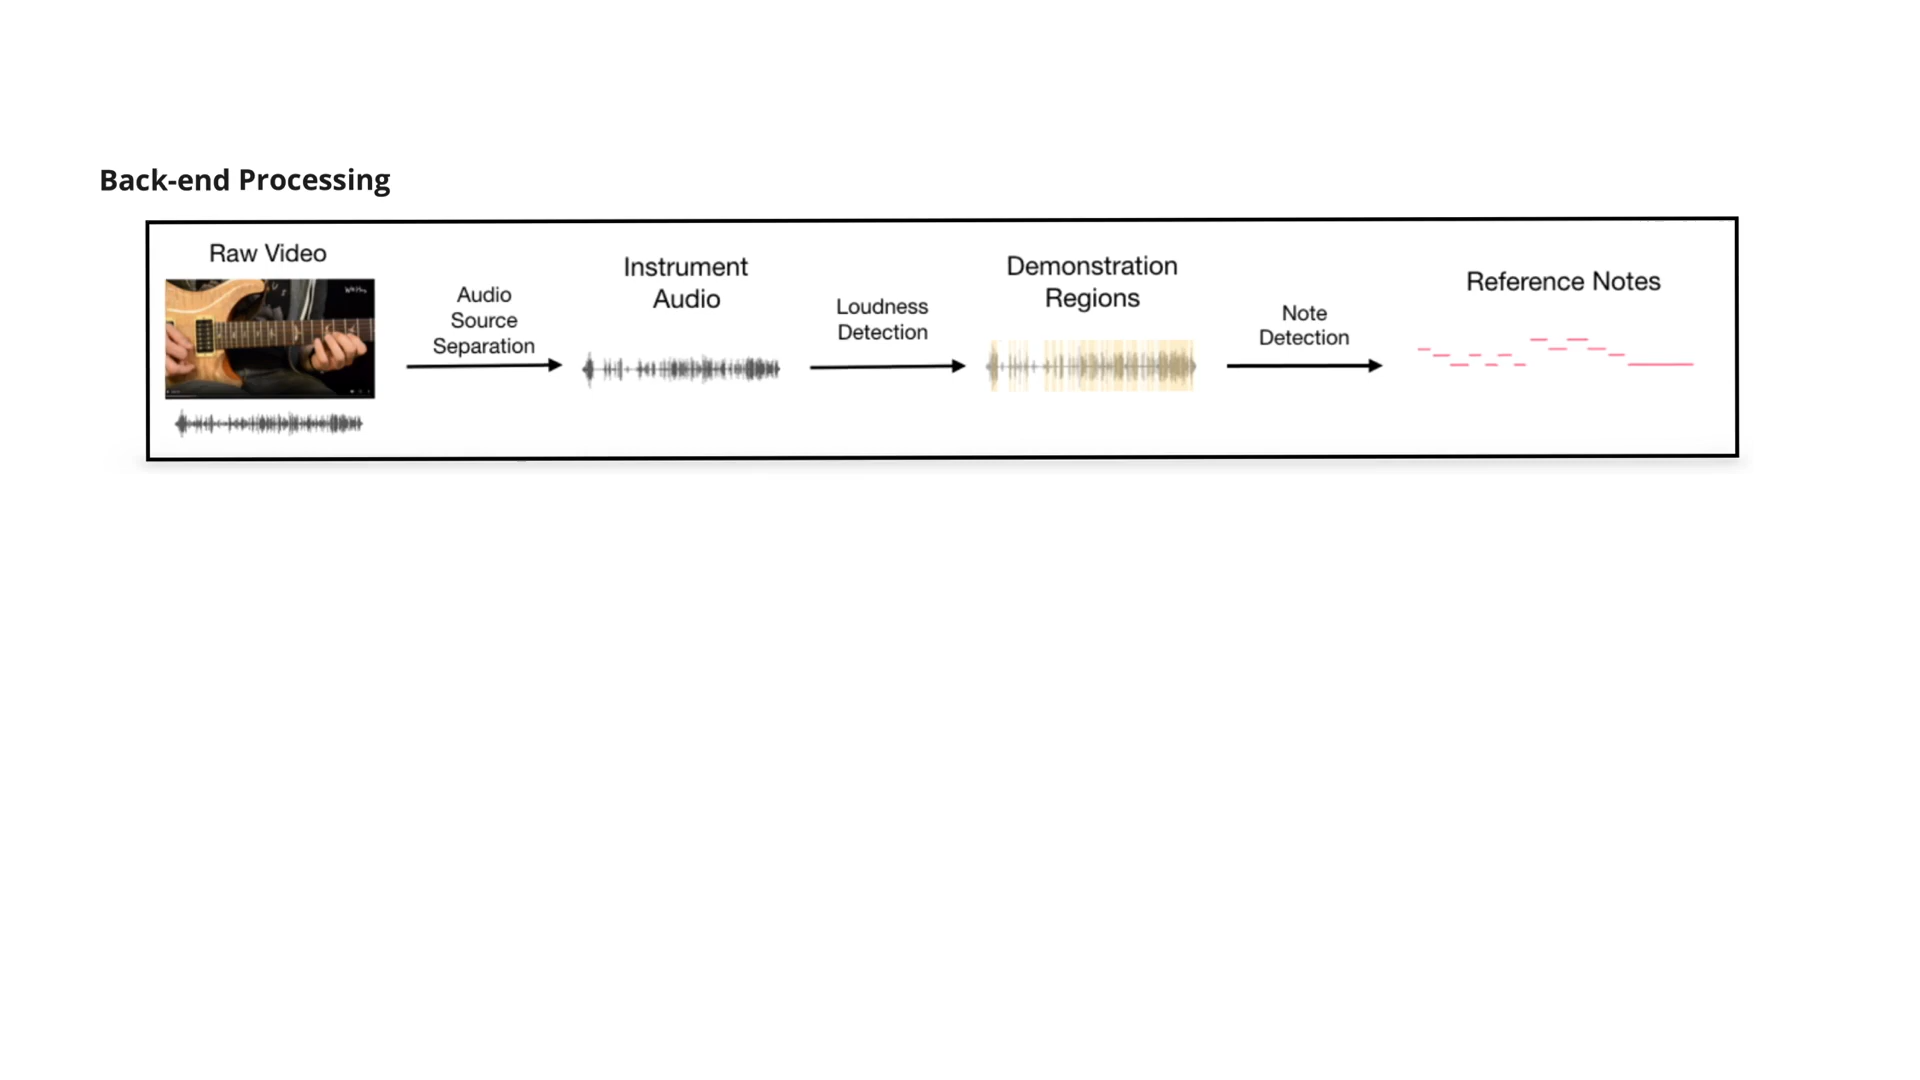 Back-end Processing
Raw Video
Audio
Source
Separation
Instrument
Audio
Loudness
Detection
Demonstration
Regions
Note
Detection
Reference Notes